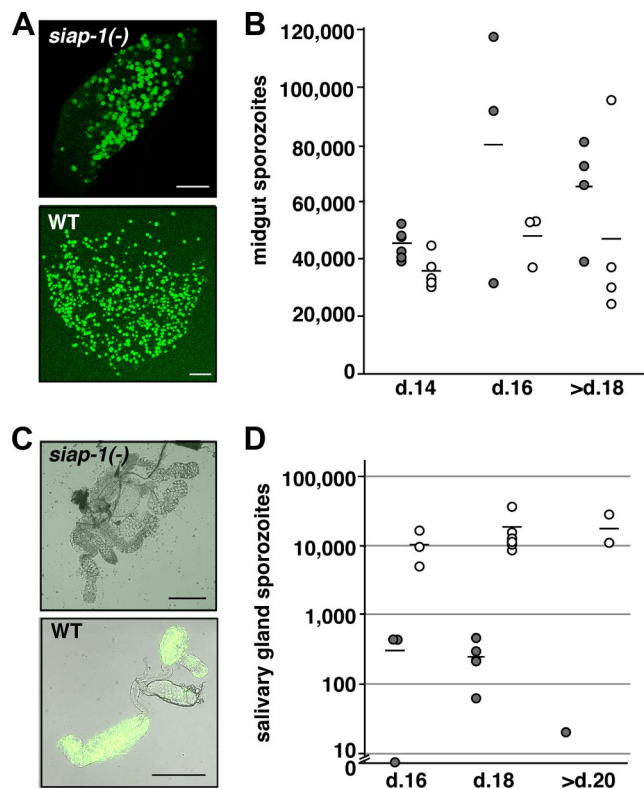 A
siap-1(-)
WT
B
midgut sporozoites
120,000
100,000
80,000
60,000
40,000
20,000
0
d.14 d.16 >d.18
C
siap-1(-)
WT
D
salivary gland sporozoites
100,000
10,000
1,000
100
10
0
d.16 d.18 >d.20